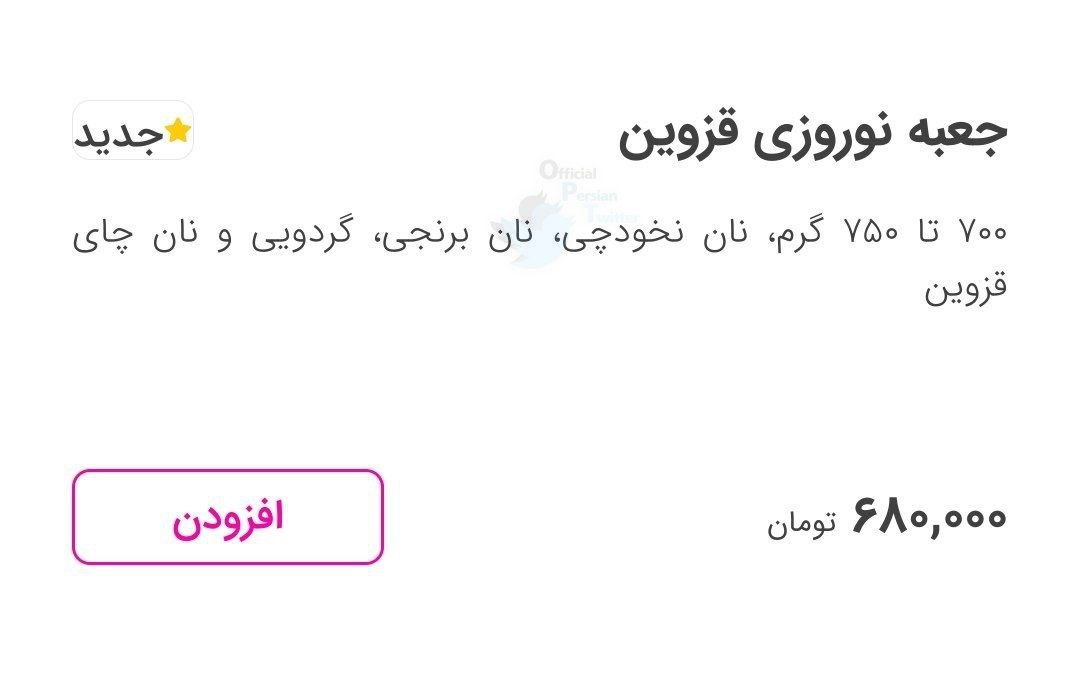 جعبه نوروزی قزوین
جدید
۷۰۰ تا ۷۵۰ گرم، نان نخودچی، نان برنجی، گردویی و نان چای
قزوین
۶۸۰,۰۰۰ تومان
افزودن
Official
Persian
Twitter